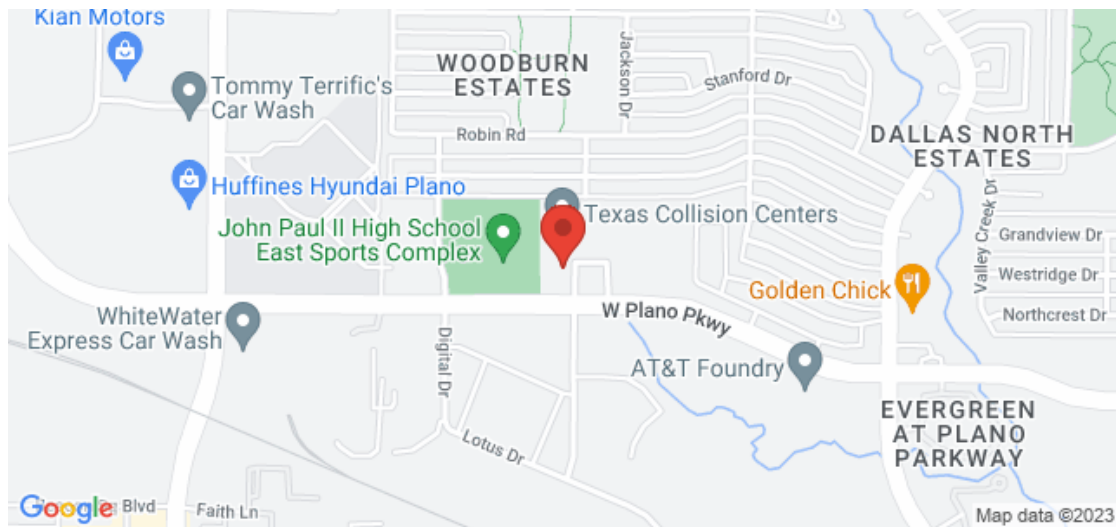 Kian Motors
Tommy Terrific's
Car Wash
WOODBURN
ESTATES
Jackson Dr
Stanford Dr
Robin Rd
DALLAS NORTH
ESTATES
Huffines Hyundai Plano
John Paul II High School
East Sports Complex
Texas Collision Centers
Valley Creek Dr
Grandview Dr
Westridge Dr
Northcrest Dr
Golden Chick
W Plano Pkwy
WhiteWater
Express Car Wash
Digital Dr
AT&T Foundry
EVERGREEN
AT PLANO
PARKWAY
Lotus Dr
Google
Blvd
Faith Ln
Map data ©2023